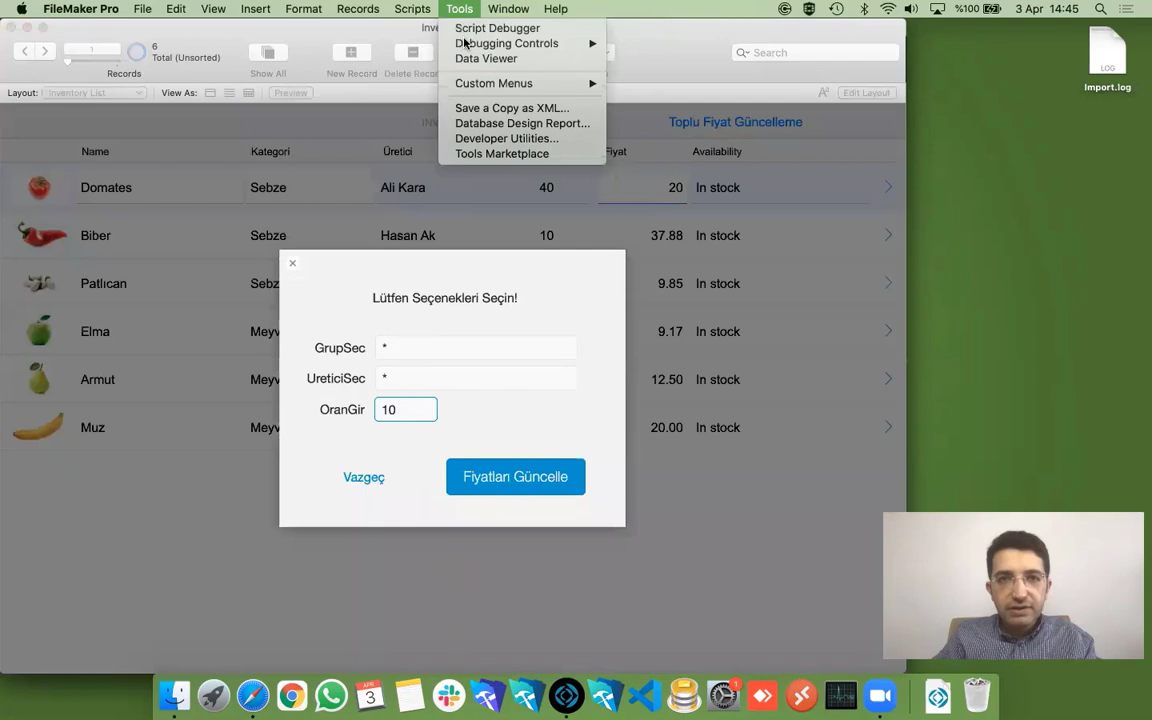 FileMaker Pro File Edit View Insert Format Records Scripts Tools Window Help %100 3 Apr 14:45
Script Debugger
Debugging Controls
Data Viewer
Custom Menus
Save a Copy as XML...
Database Design Report...
Developer Utilities...
Tools Marketplace
1
6
Total (Unsorted)
Records
Show All
New Record
Search
LOG
Import.log
Layout: Inventory List View As: Preview
Edit Layout
Toplu Fiyat Güncelleme
Name Kategori Üretici Fiyat Availability
Domates Sebze Ali Kara 40 20 In stock
Biber Sebze Hasan Ak 10 37.88 In stock
Patlıcan 9.85 In stock
Elma 9.17 In stock
Armut 12.50 In stock
Muz 20.00 In stock
Lütfen Seçenekleri Seçin!
GrupSec *
UreticiSec *
OranGir 10
Vazgeç Fiyatları Güncelle
APR
3
1